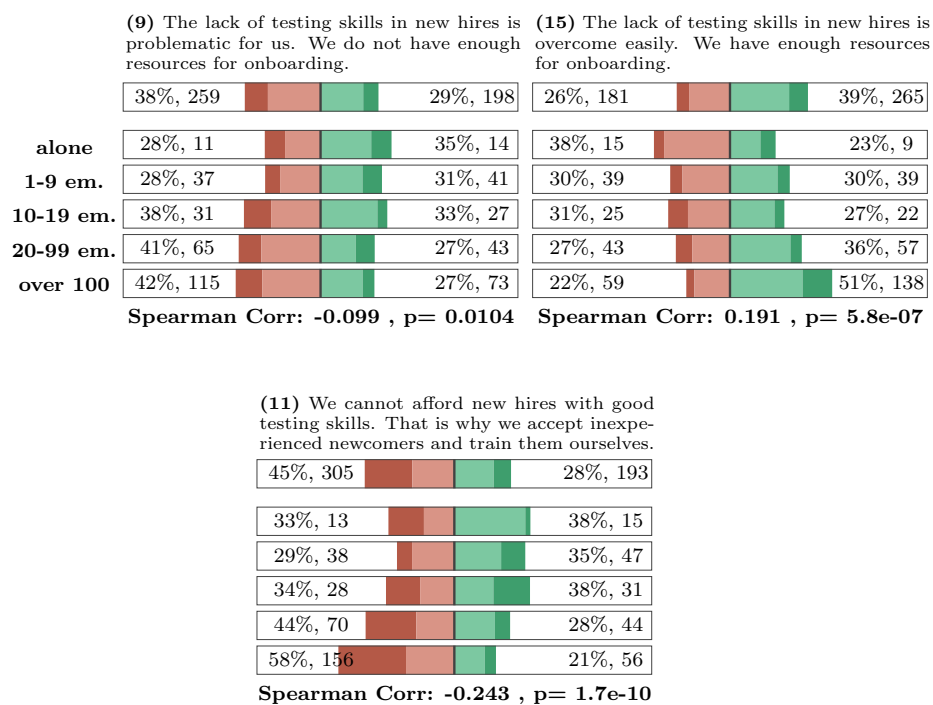 (9) The lack of testing skills in new hires is
problematic for us. We do not have enough
resources for onboarding.
(15) The lack of testing skills in new hires is
overcome easily. We have enough resources
for onboarding.
38%, 259 29%, 198 26%, 181 39%, 265
alone 28%, 11 35%, 14 38%, 15 23%, 9
1-9 em. 28%, 37 31%, 41 30%, 39 30%, 39
10-19 em. 38%, 31 33%, 27 31%, 25 27%, 22
20-99 em. 41%, 65 27%, 43 27%, 43 36%, 57
over 100 42%, 115 27%, 73 22%, 59 51%, 138
Spearman Corr: -0.099 , p= 0.0104 Spearman Corr: 0.191 , p= 5.8e-07
(11) We cannot afford new hires with good
testing skills. That is why we accept inexpe-
rienced newcomers and train them ourselves.
45%, 305 28%, 193
33%, 13 38%, 15
29%, 38 35%, 47
34%, 28 38%, 31
44%, 70 28%, 44
58%, 156 21%, 56
Spearman Corr: -0.243 , p= 1.7e-10